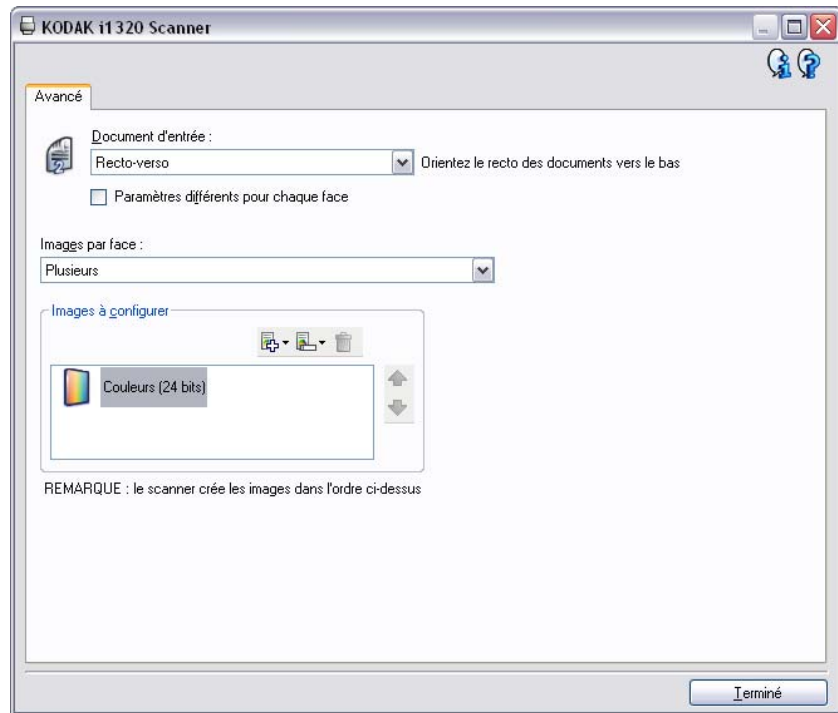 KODAK i1320 Scanner
Avancé
Document d'entrée :
Recto-verso
Orientez le recto des documents vers le bas
Paramètres différents pour chaque face
Images par face :
Plusieurs
Images à configurer
Couleurs (24 bits)
REMARQUE : le scanner crée les images dans l'ordre ci-dessus
Terminé